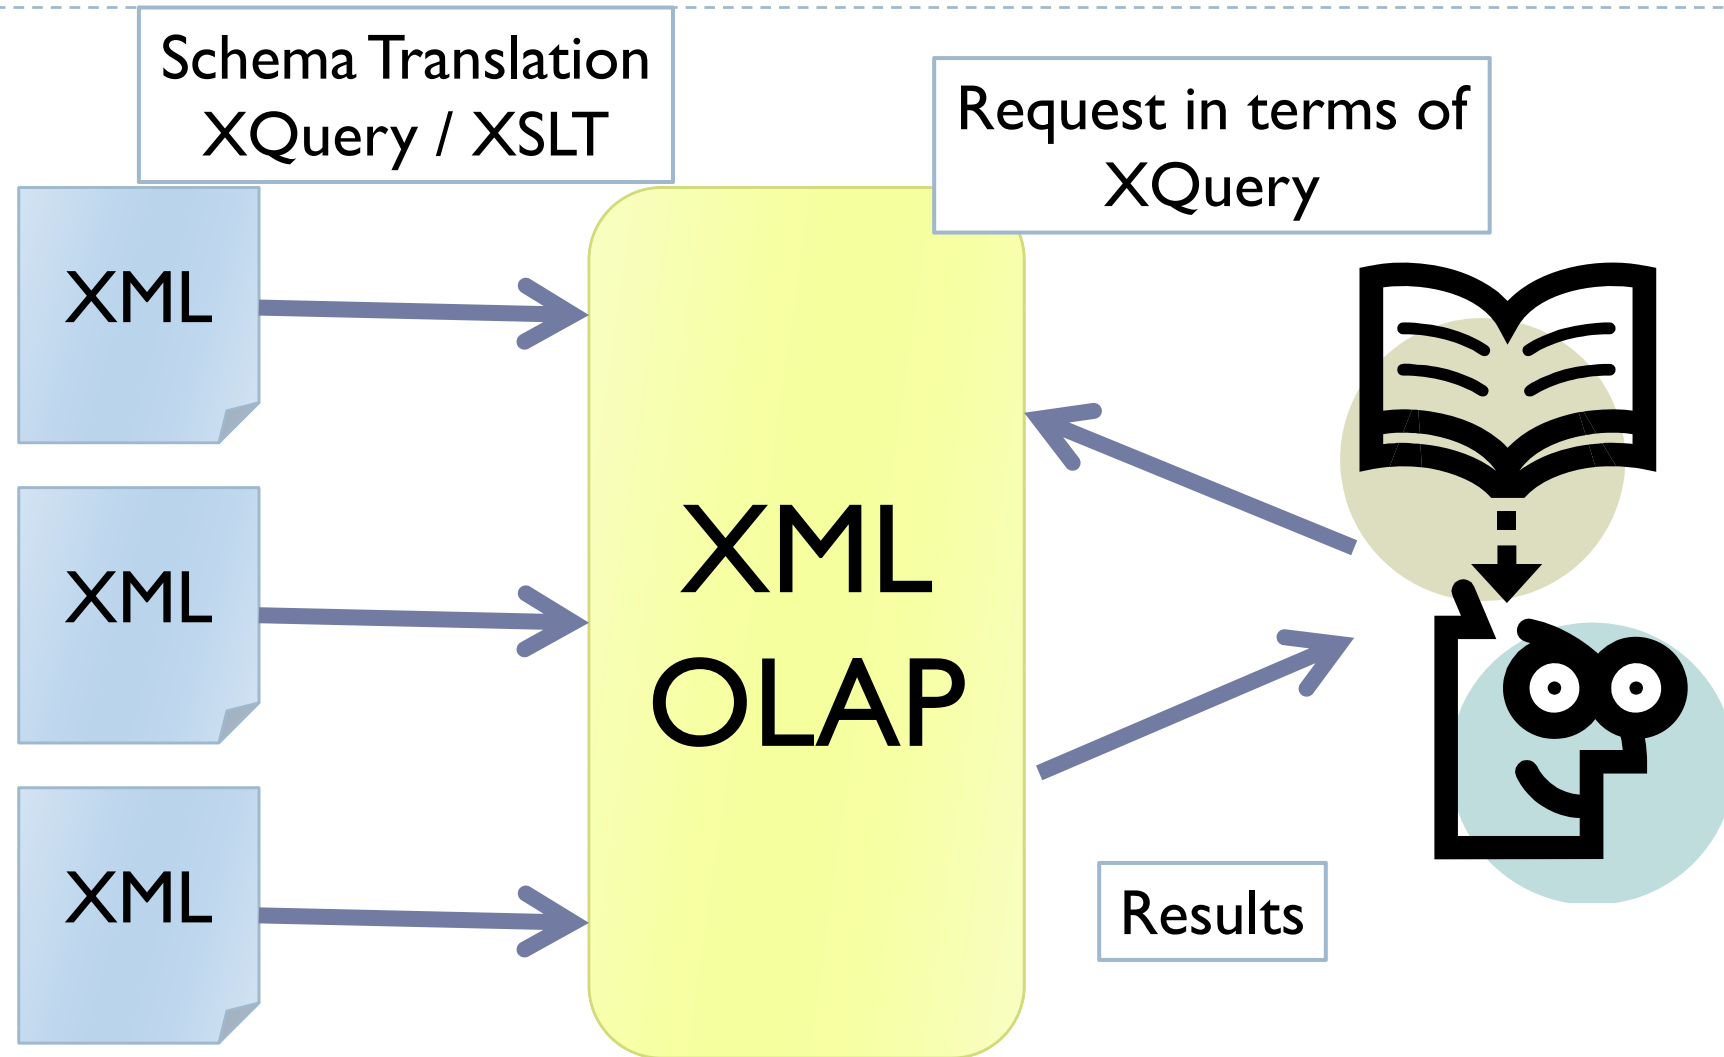 Schema Translation
XQuery / XSLT
Request in terms of
XQuery
XML
XML
XML
XML
OLAP
Results